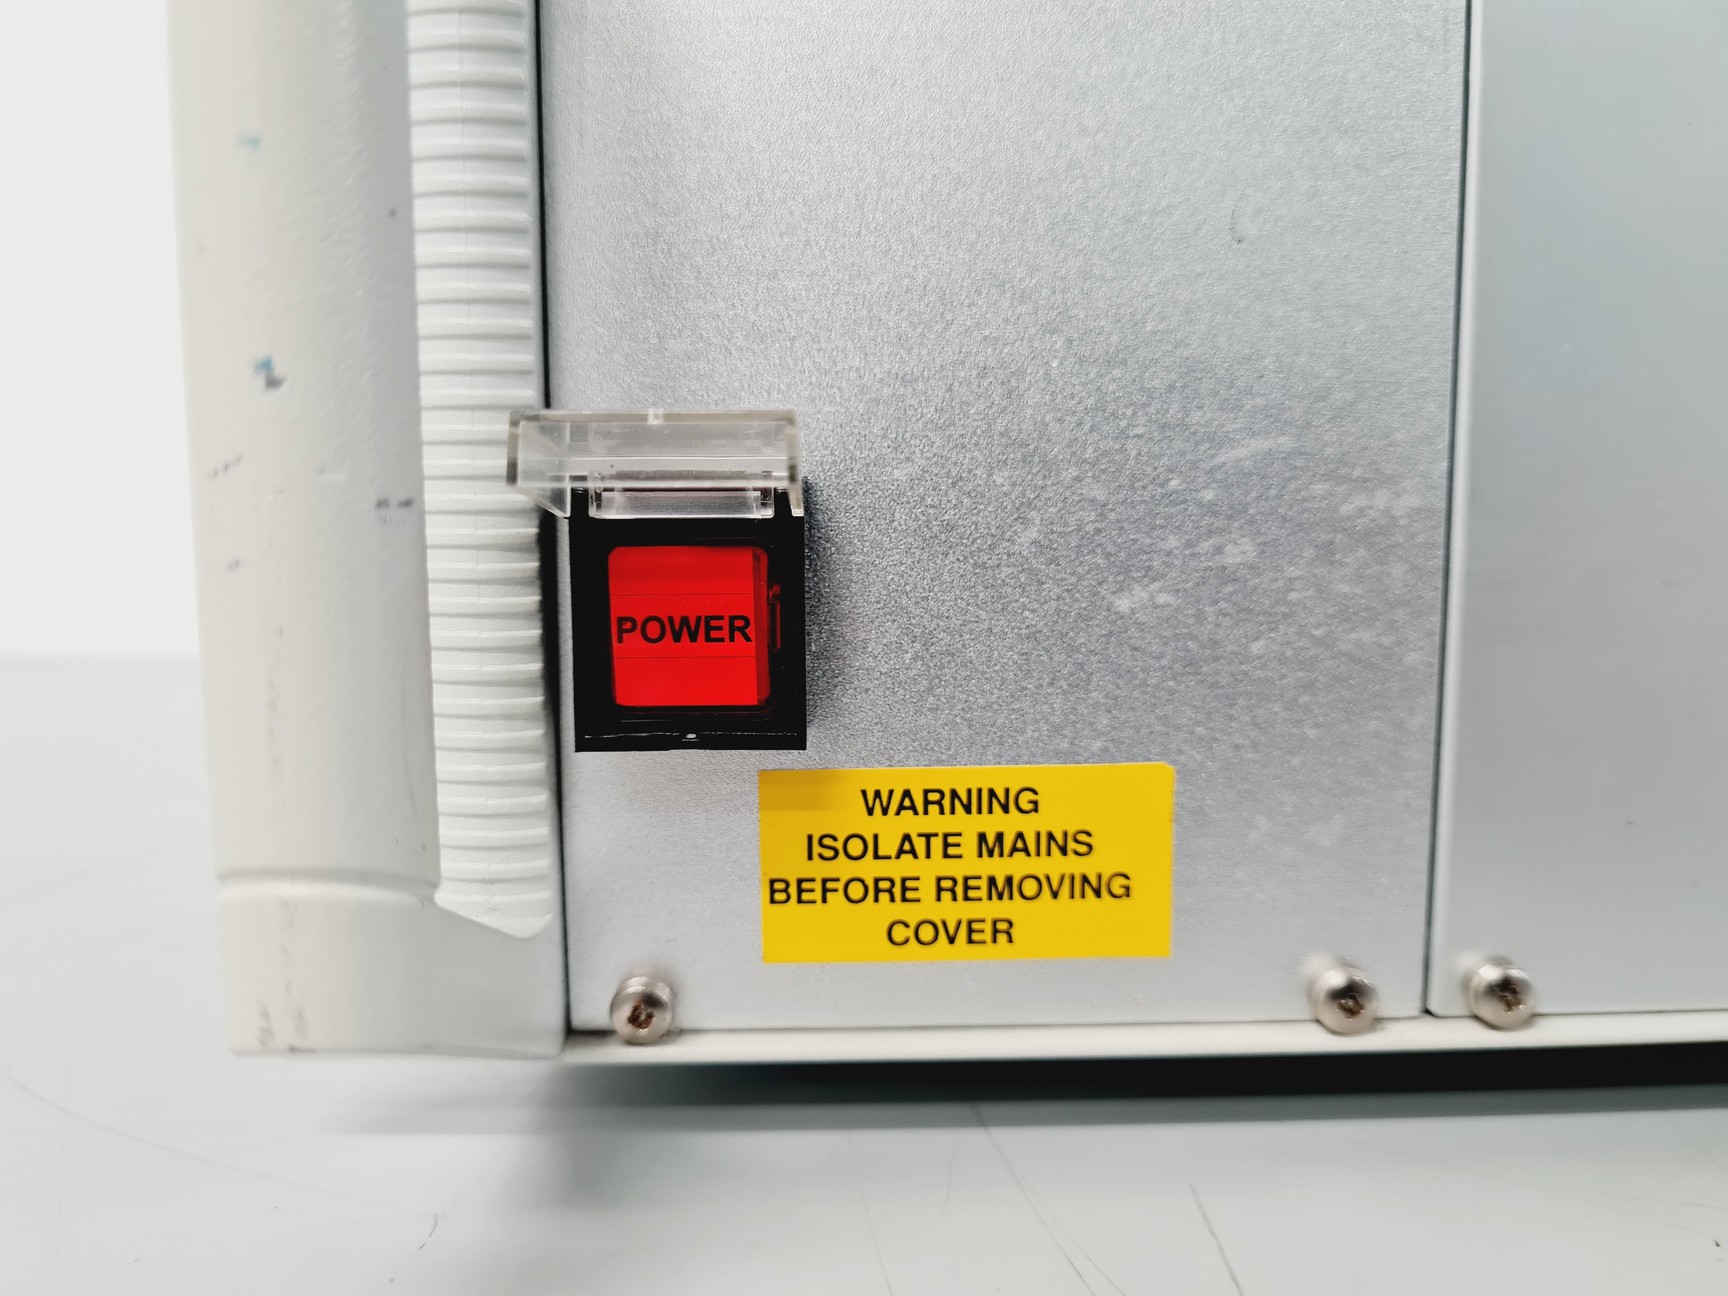 POWER
WARNING
ISOLATE MAINS
BEFORE REMOVING
COVER